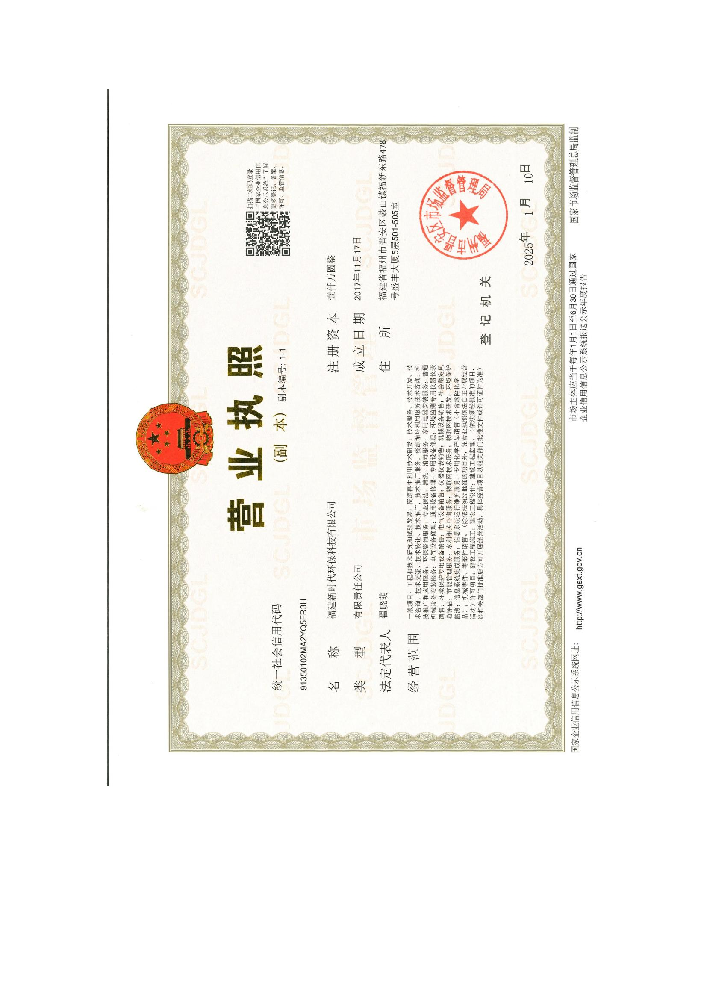 营业执照
(副 本) 副本编号: 1-1
扫描二维码登录
“国家企业信用信
息公示系统”了解
更多登记、备案、
许可、监管信息。
统一社会信用代码
91350102MA2YQ5FR3H
名 称 福建新时代环保科技有限公司
类 型 有限责任公司
法定代表人 翟晓萌
经营范围
一般项目：工程和技术研究和试验发展；资源再生利用技术研发；技术服务、技术开发、技
术咨询、技术交流、技术转让、技术推广；技术推广服务；资源循环利用服务技术咨询；科
技推广和应用服务；环保咨询服务；专业保洁、清洗、消毒服务；家用电器安装服务；普通
机械设备安装服务；电气设备修理；通用设备修理；专用设备修理；环境监测专用仪器仪表
销售；环境保护专用设备销售；电气设备销售；仪器仪表销售；机械设备销售；社会稳定风
险评估；节能管理服务；水利相关咨询服务；物联网技术服务；物联网技术研发；环境保护
监测；信息系统集成服务；信息系统运行维护服务；专用化学产品销售（不含危险化学
品）；机械零件、零部件销售。（除依法须经批准的项目外，凭营业执照依法自主开展经营
活动）许可项目：建设工程施工；建设工程设计；建设工程监理。（依法须经批准的项目，
经相关部门批准后方可开展经营活动，具体经营项目以相关部门批准文件或许可证件为准）
注册资本 壹仟万圆整
成立日期 2017年11月17日
住 所 福建省福州市晋安区鼓山镇福新东路478
号盛丰大厦5层501-505室
登记机关
福州市晋安区市场监督管理局
2025年 1月 10日
国家企业信用信息公示系统网址： http://www.gsxt.gov.cn
市场主体应当于每年1月1日至6月30日通过国家
企业信用信息公示系统报送公示年度报告
国家市场监督管理总局监制